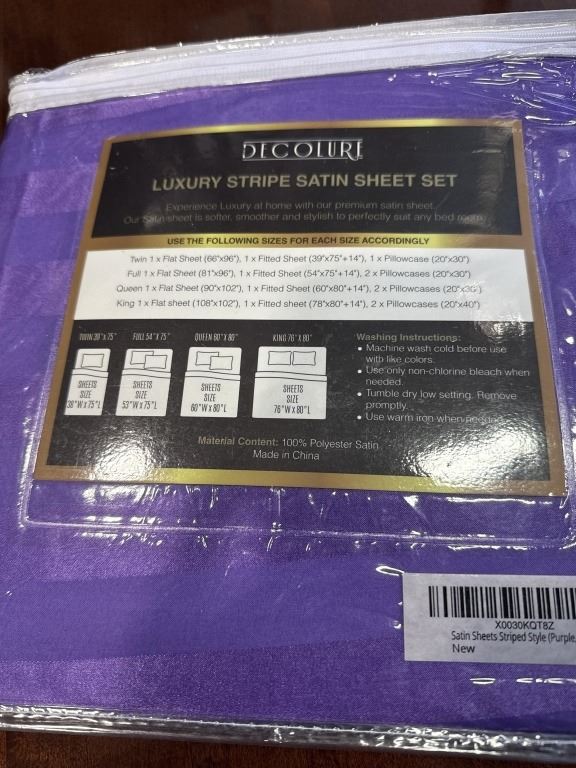 DECOLURE
LUXURY STRIPE SATIN SHEET SET
Experience Luxury at home with our premium satin sheet.
Our Satin sheet is softer, smoother and stylish to perfectly suit any bed room.
USE THE FOLLOWING SIZES FOR EACH SIZE ACCORDINGLY
Twin 1 x Flat Sheet (66"x96"), 1 x Fitted Sheet (39"x75"+14"), 1 x Pillowcase (20"x30")
Full 1 x Flat Sheet (81"x96"), 1 x Fitted Sheet (54"x75"+14"), 2 x Pillowcases (20"x30")
Queen 1 x Flat Sheet (90"x102"), 1 x Fitted Sheet (60"x80"+14"), 2 x Pillowcases (20"x30")
King 1 x Flat sheet (108"x102"), 1 x Fitted Sheet (78"x80"+14"), 2 x Pillowcases (20"x40")
TWIN 39" X 75" FULL 54" X 75" QUEEN 60" X 80" KING 76" X 80"
SHEETS SHEETS SHEETS SHEETS
SIZE SIZE SIZE SIZE
38"W x 75"L 53"W x 75"L 60"W x 80"L 76"W x 80"L
Washing Instructions:
• Machine wash cold before use
with like colors.
• Use only non-chlorine bleach when
needed.
• Tumble dry low setting. Remove
promptly.
• Use warm iron when needed.
Material Content: 100% Polyester Satin
Made in China
X0030KQT8Z
Satin Sheets Striped Style (Purple,
New